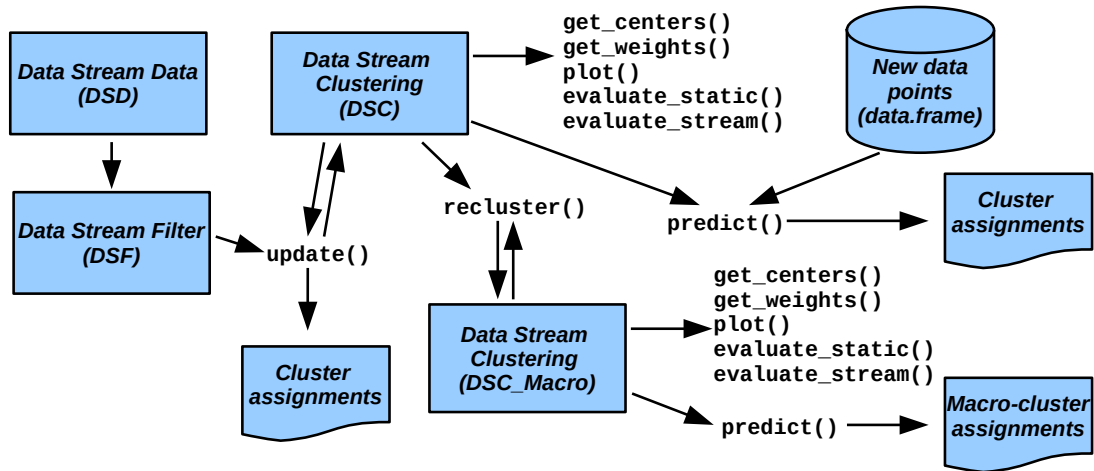 Data Stream Data
(DSD)
Data Stream
Clustering
(DSC)
get_centers()
get_weights()
plot()
evaluate_static()
evaluate_stream()
New data
points
(data.frame)
Data Stream Filter
(DSF)
update()
recluster()
predict()
Cluster
assignments
Cluster
assignments
Data Stream
Clustering
(DSC_Macro)
get_centers()
get_weights()
plot()
evaluate_static()
evaluate_stream()
predict()
Macro-cluster
assignments